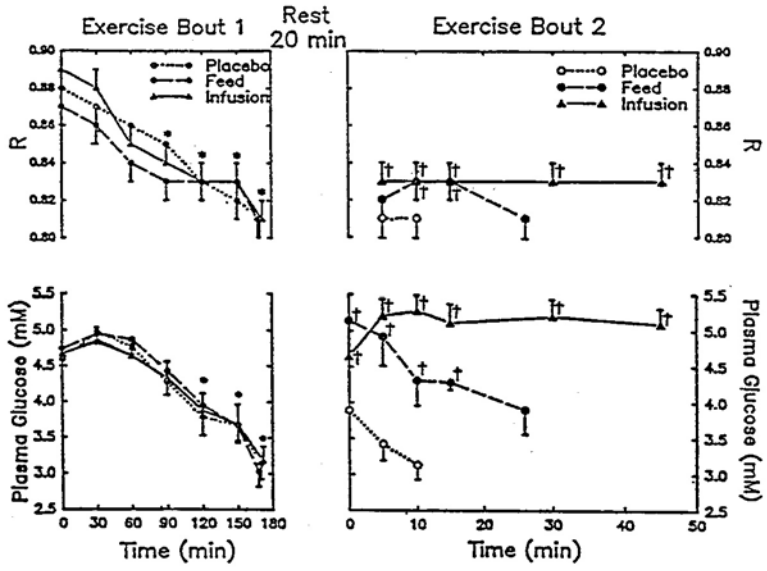 Exercise Bout 1
Rest
20 min
Exercise Bout 2
0.90
0.88
0.86
0.84
0.82
0.80
R
Placebo
Feed
Infusion
* * * *
Placebo
Feed
Infusion
† † † † †
† †
0.90
0.88
0.86
0.84
0.82
0.80
R
5.5
5.0
4.5
4.0
3.5
3.0
2.5
Plasma Glucose (mM)
* * *
0 30 60 90 120 150 180
Time (min)
† † † † † †
† † † †
5.5
5.0
4.5
4.0
3.5
3.0
2.5
Plasma Glucose (mM)
0 10 20 30 40 50
Time (min)